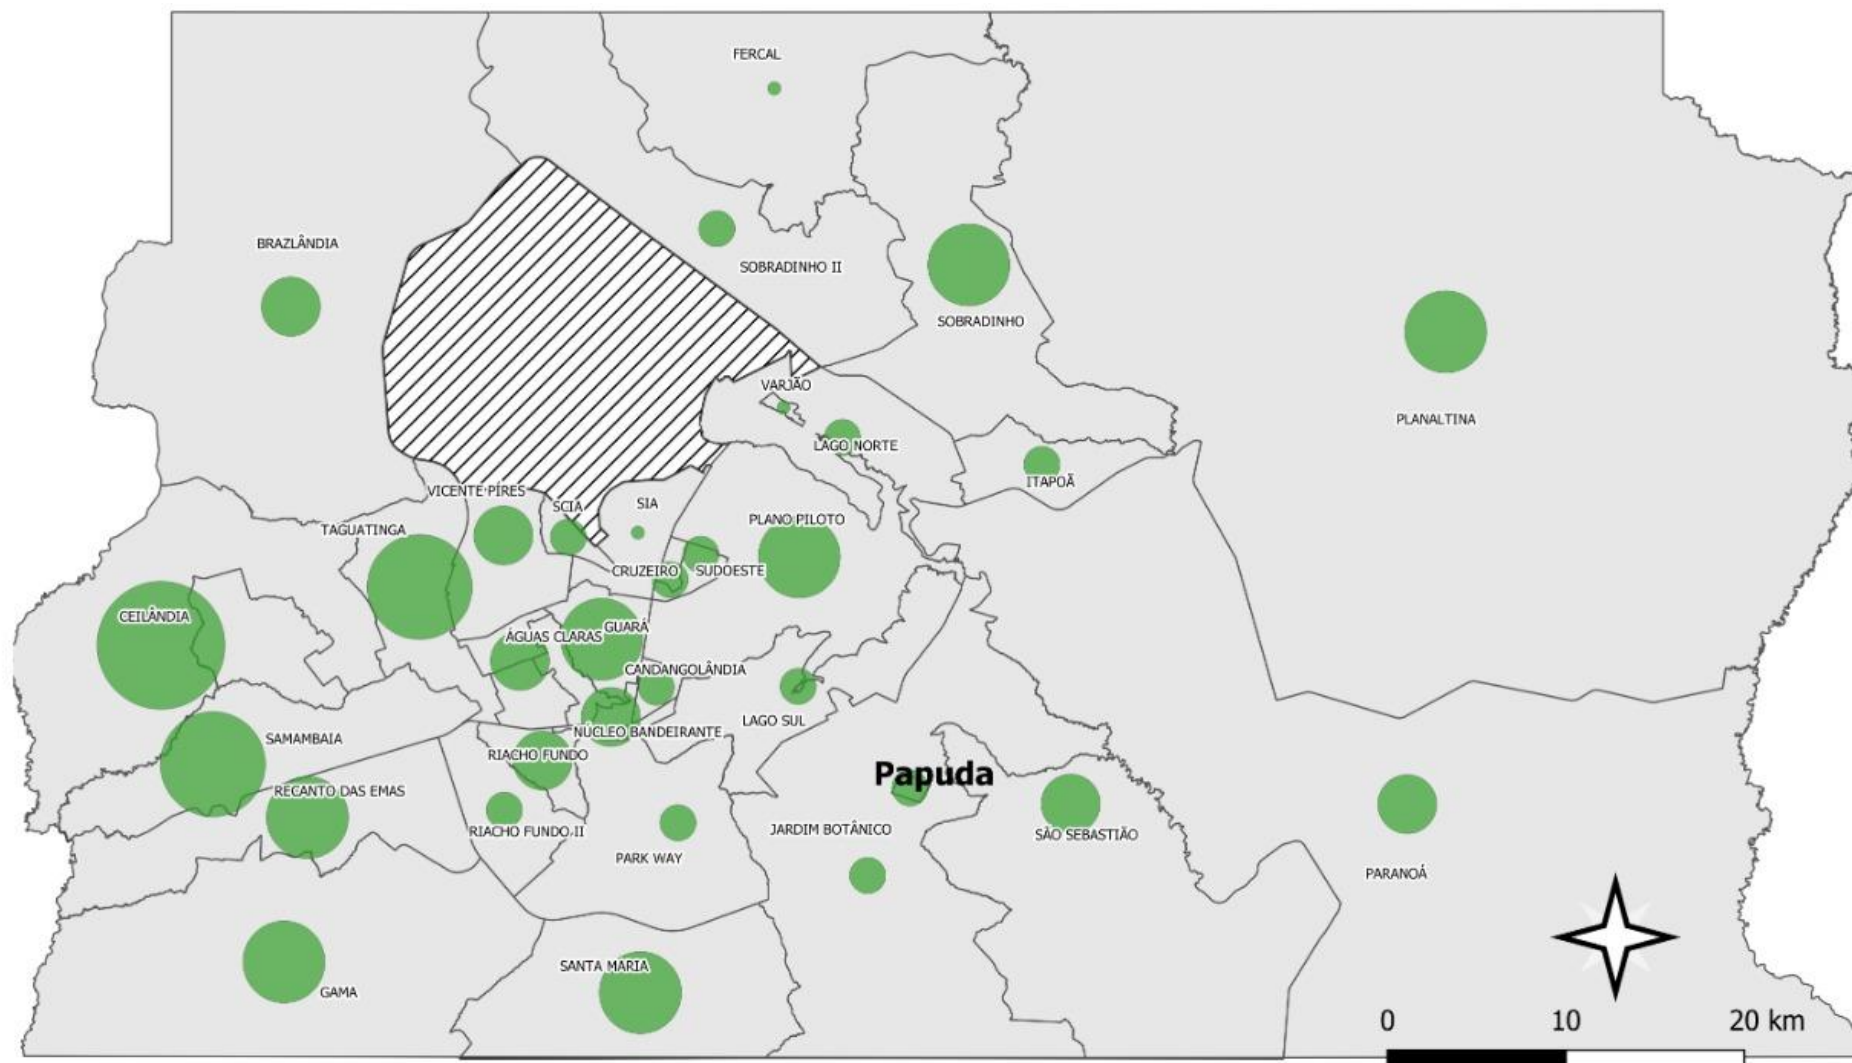 FERCAL
BRAZLÂNDIA
SOBRADINHO II
SOBRADINHO
VARJÃO
PLANALTINA
LAGO NORTE
ITAPOÃ
VICENTE PIRES
SCIA
SIA
PLANO PILOTO
TAGUATINGA
CRUZEIRO
SUDOESTE
CEILÂNDIA
GUARÁ
ÁGUAS CLARAS
CANDANGOLÂNDIA
LAGO SUL
NÚCLEO BANDEIRANTE
SAMAMBAIA
RIACHO FUNDO
Papuda
RECANTO DAS EMAS
RIACHO FUNDO II
JARDIM BOTÂNICO
SÃO SEBASTIÃO
PARK WAY
PARANOÁ
SANTA MARIA
GAMA
0 10 20 km